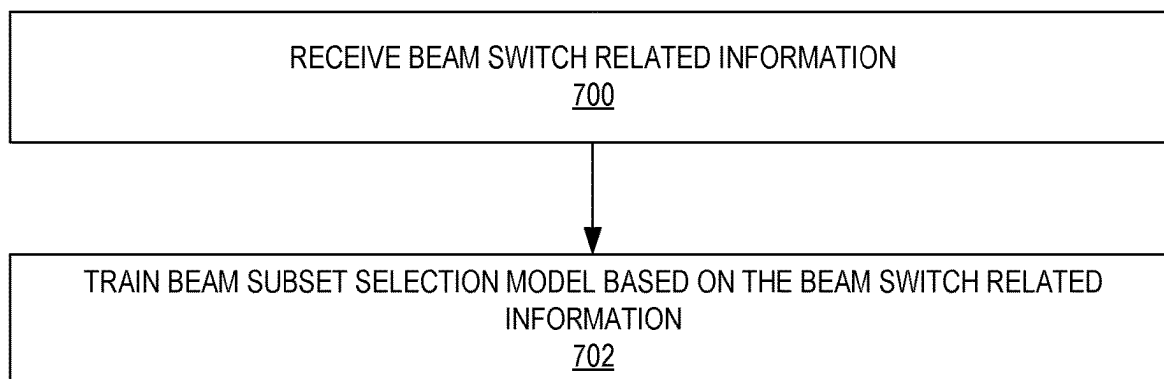 RECEIVE BEAM SWITCH RELATED INFORMATION
700
TRAIN BEAM SUBSET SELECTION MODEL BASED ON THE BEAM SWITCH RELATED
INFORMATION
702